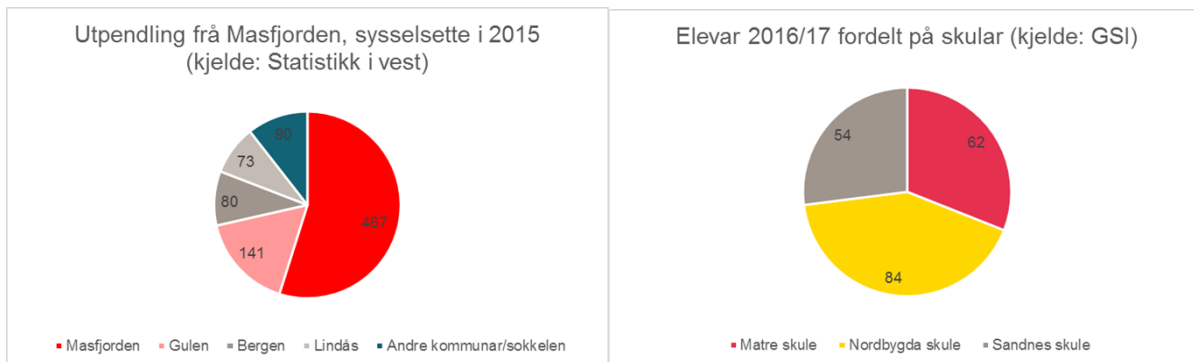 Utpendling frå Masfjorden, sysselsette i 2015
(kjelde: Statistikk i vest)
90
73
80
141
467
Masfjorden Gulen Bergen Lindås Andre kommunar/sokkelen
Elevar 2016/17 fordelt på skular (kjelde: GSI)
54
62
84
Matre skule Nordbygda skule Sandnes skule